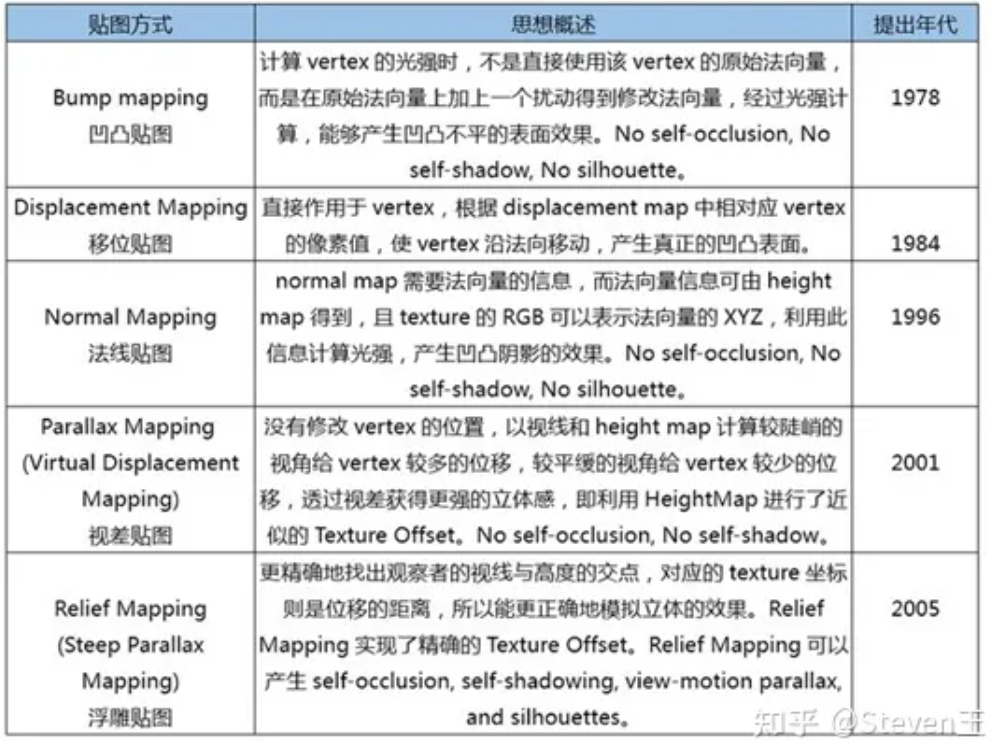 贴图方式 思想概述 提出年代
计算 vertex 的光强时，不是直接使用该 vertex 的原始法向量，
而是在原始法向量上加上一个扰动得到修改法向量，经过光强计
算，能够产生凹凸不平的表面效果。No self-occlusion, No
self-shadow, No silhouette。
Bump mapping
凹凸贴图
1978
Displacement Mapping
移位贴图
直接作用于 vertex，根据 displacement map 中相对应 vertex
的像素值，使 vertex 沿法向移动，产生真正的凹凸表面。
1984
Normal Mapping
法线贴图
normal map 需要法向量的信息，而法向量信息可由 height
map 得到，且 texture 的 RGB 可以表示法向量的 XYZ，利用此
信息计算光强，产生凹凸阴影的效果。No self-occlusion, No
self-shadow, No silhouette。
1996
Parallax Mapping
(Virtual Displacement
Mapping)
视差贴图
没有修改 vertex 的位置，以视线和 height map 计算较陡峭的
视角给 vertex 较多的位移，较平缓的视角给 vertex 较少的位
移，透过视差获得更强的立体感，即利用 HeightMap 进行了近
似的 Texture Offset。No self-occlusion, No self-shadow。
2001
Relief Mapping
(Steep Parallax
Mapping)
浮雕贴图
更精确地找出观察者的视线与高度的交点，对应的 texture 坐标
则是位移的距离，所以能更正确地模拟立体的效果。Relief
Mapping 实现了精确的 Texture Offset。Relief Mapping 可以
产生 self-occlusion, self-shadowing, view-motion parallax,
and silhouettes。
2005
知乎 @Steven王